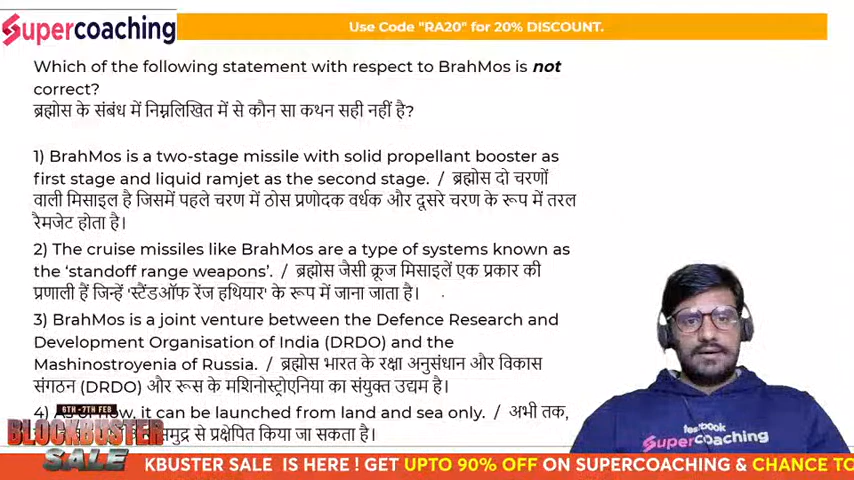 Supercoaching
Use Code "RA20" for 20% DISCOUNT.
Which of the following statement with respect to BrahMos is not
correct?
ब्रह्मोस के संबंध में निम्नलिखित में से कौन सा कथन सही नहीं है?
1) BrahMos is a two-stage missile with solid propellant booster as
first stage and liquid ramjet as the second stage. / ब्रह्मोस दो चरणों
वाली मिसाइल है जिसमें पहले चरण में ठोस प्रणोदक वर्धक और दूसरे चरण के रूप में तरल
रैमजेट होता है।
2) The cruise missiles like BrahMos are a type of systems known as
the ‘standoff range weapons’. / ब्रह्मोस जैसी क्रूज मिसाइलें एक प्रकार की
प्रणाली हैं जिन्हें 'स्टैंडऑफ रेंज हथियार' के रूप में जाना जाता है।
3) BrahMos is a joint venture between the Defence Research and
Development Organisation of India (DRDO) and the
Mashinostroyenia of Russia. / ब्रह्मोस भारत के रक्षा अनुसंधान और विकास
संगठन (DRDO) और रूस के मशिनोस्ट्रोएनिया का संयुक्त उद्यम है।
4) As of now, it can be launched from land and sea only. / अभी तक,
से प्रक्षेपित किया जा सकता है।
6TH -7TH FEB
BLOCKBUSTER
SALE
testbook
Supercoaching
KBUSTER SALE IS HERE ! GET UPTO 90% OFF ON SUPERCOACHING & CHANCE TO